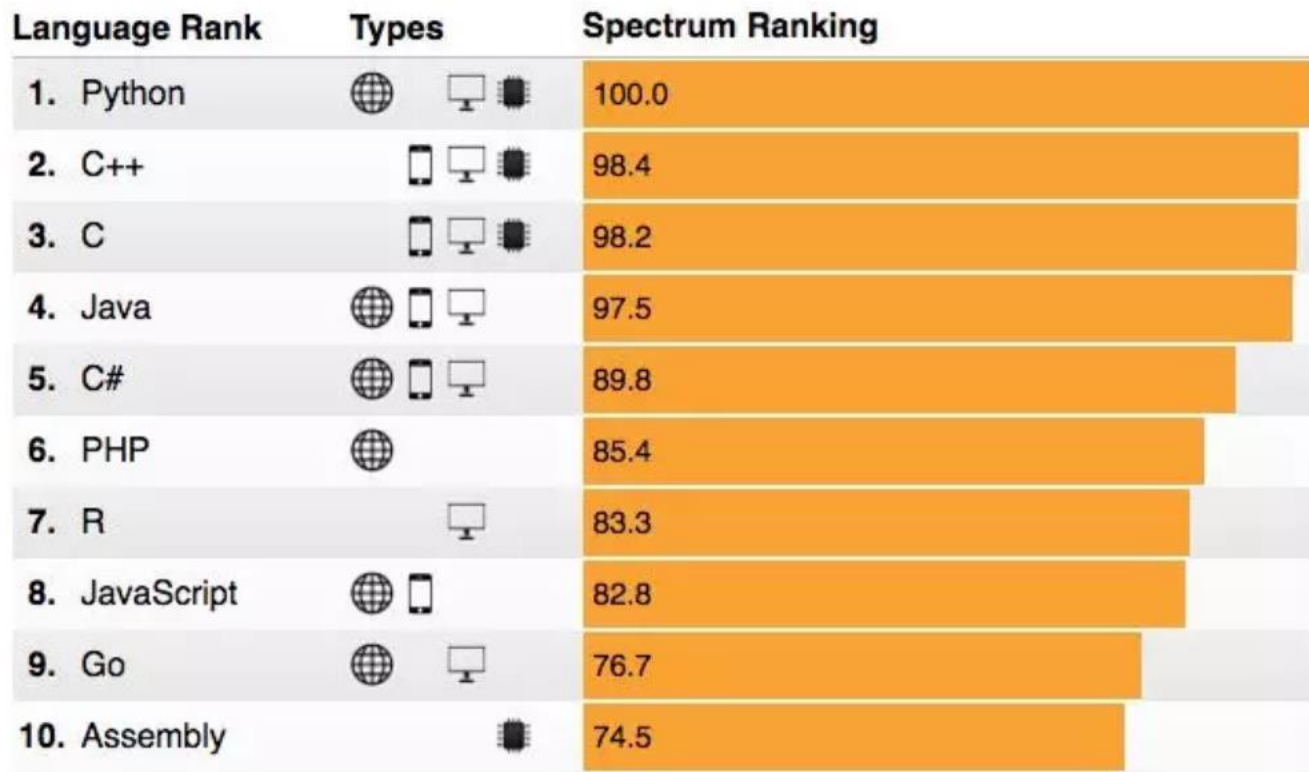 Language Rank Types Spectrum Ranking
1. Python 100.0
2. C++ 98.4
3. C 98.2
4. Java 97.5
5. C# 89.8
6. PHP 85.4
7. R 83.3
8. JavaScript 82.8
9. Go 76.7
10. Assembly 74.5